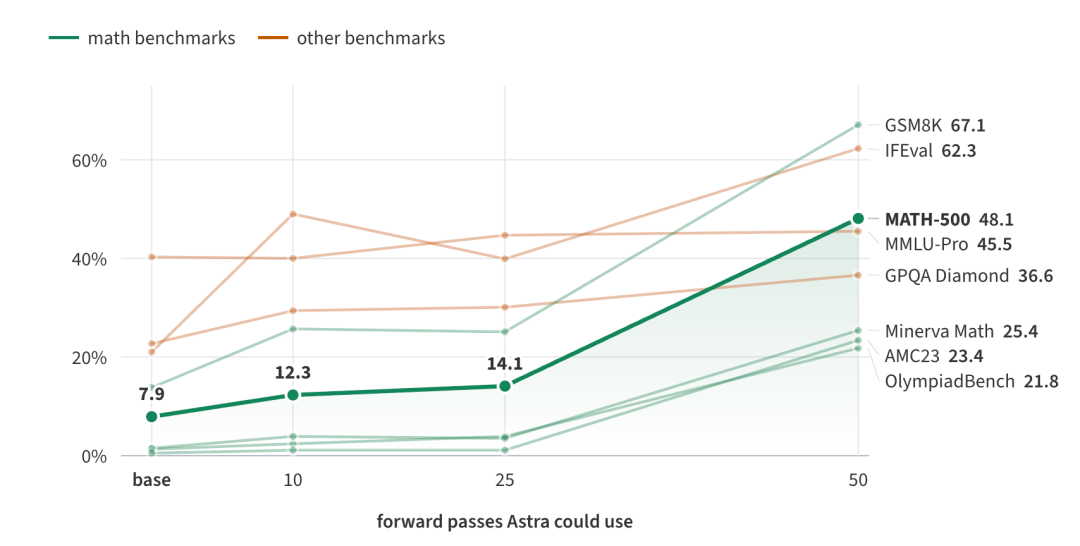 math benchmarks other benchmarks
GSM8K 67.1
60%
IFEval 62.3
MATH-500 48.1
MMLU-Pro 45.5
40%
GPQA Diamond 36.6
Minerva Math 25.4
20%
14.1
AMC23 23.4
12.3
OlympiadBench 21.8
7.9
0%
base 10 25 50
forward passes Astra could use